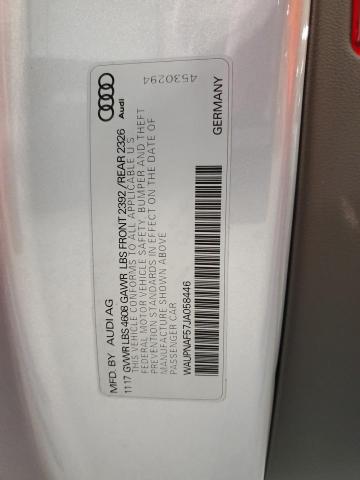 MFD. BY AUDI AG
11 17 GVWR LBS 4608 GAWR LBS FRONT 2392 / REAR 2326
THIS VEHICLE CONFORMS TO ALL APPLICABLE U S
FEDERAL MOTOR VEHICLE SAFETY, BUMPER AND THEFT
PREVENTION STANDARDS IN EFFECT ON THE DATE OF
MANUFACTURE SHOWN ABOVE
PASSENGER CAR
WAUPNAF57JA058446
GERMANY
Audi
4530294